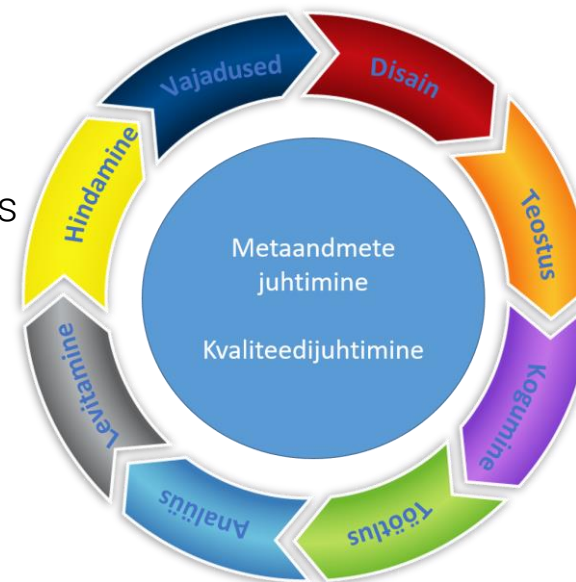 Vajadused
Disain
Teostus
Kogumine
Töötlus
Analüüs
Levitamine
Hindamine
Metaandmete
juhtimine
Kvaliteedijuhtimine
s